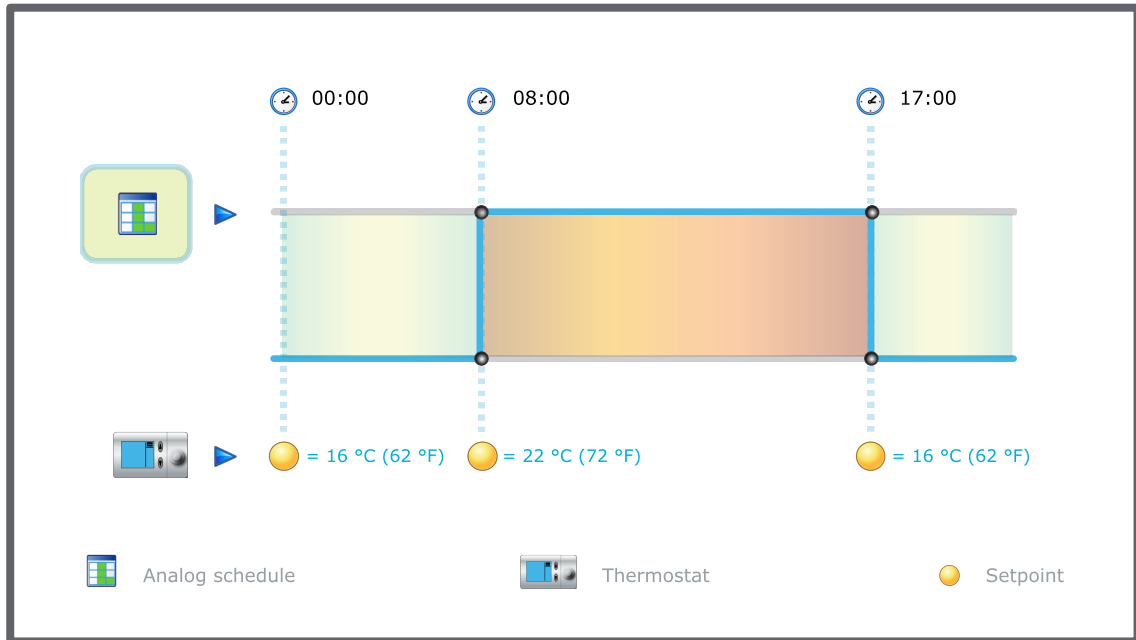 00:00
08:00
17:00
= 16 °C (62 °F)
= 22 °C (72 °F)
= 16 °C (62 °F)
Analog schedule
Thermostat
Setpoint